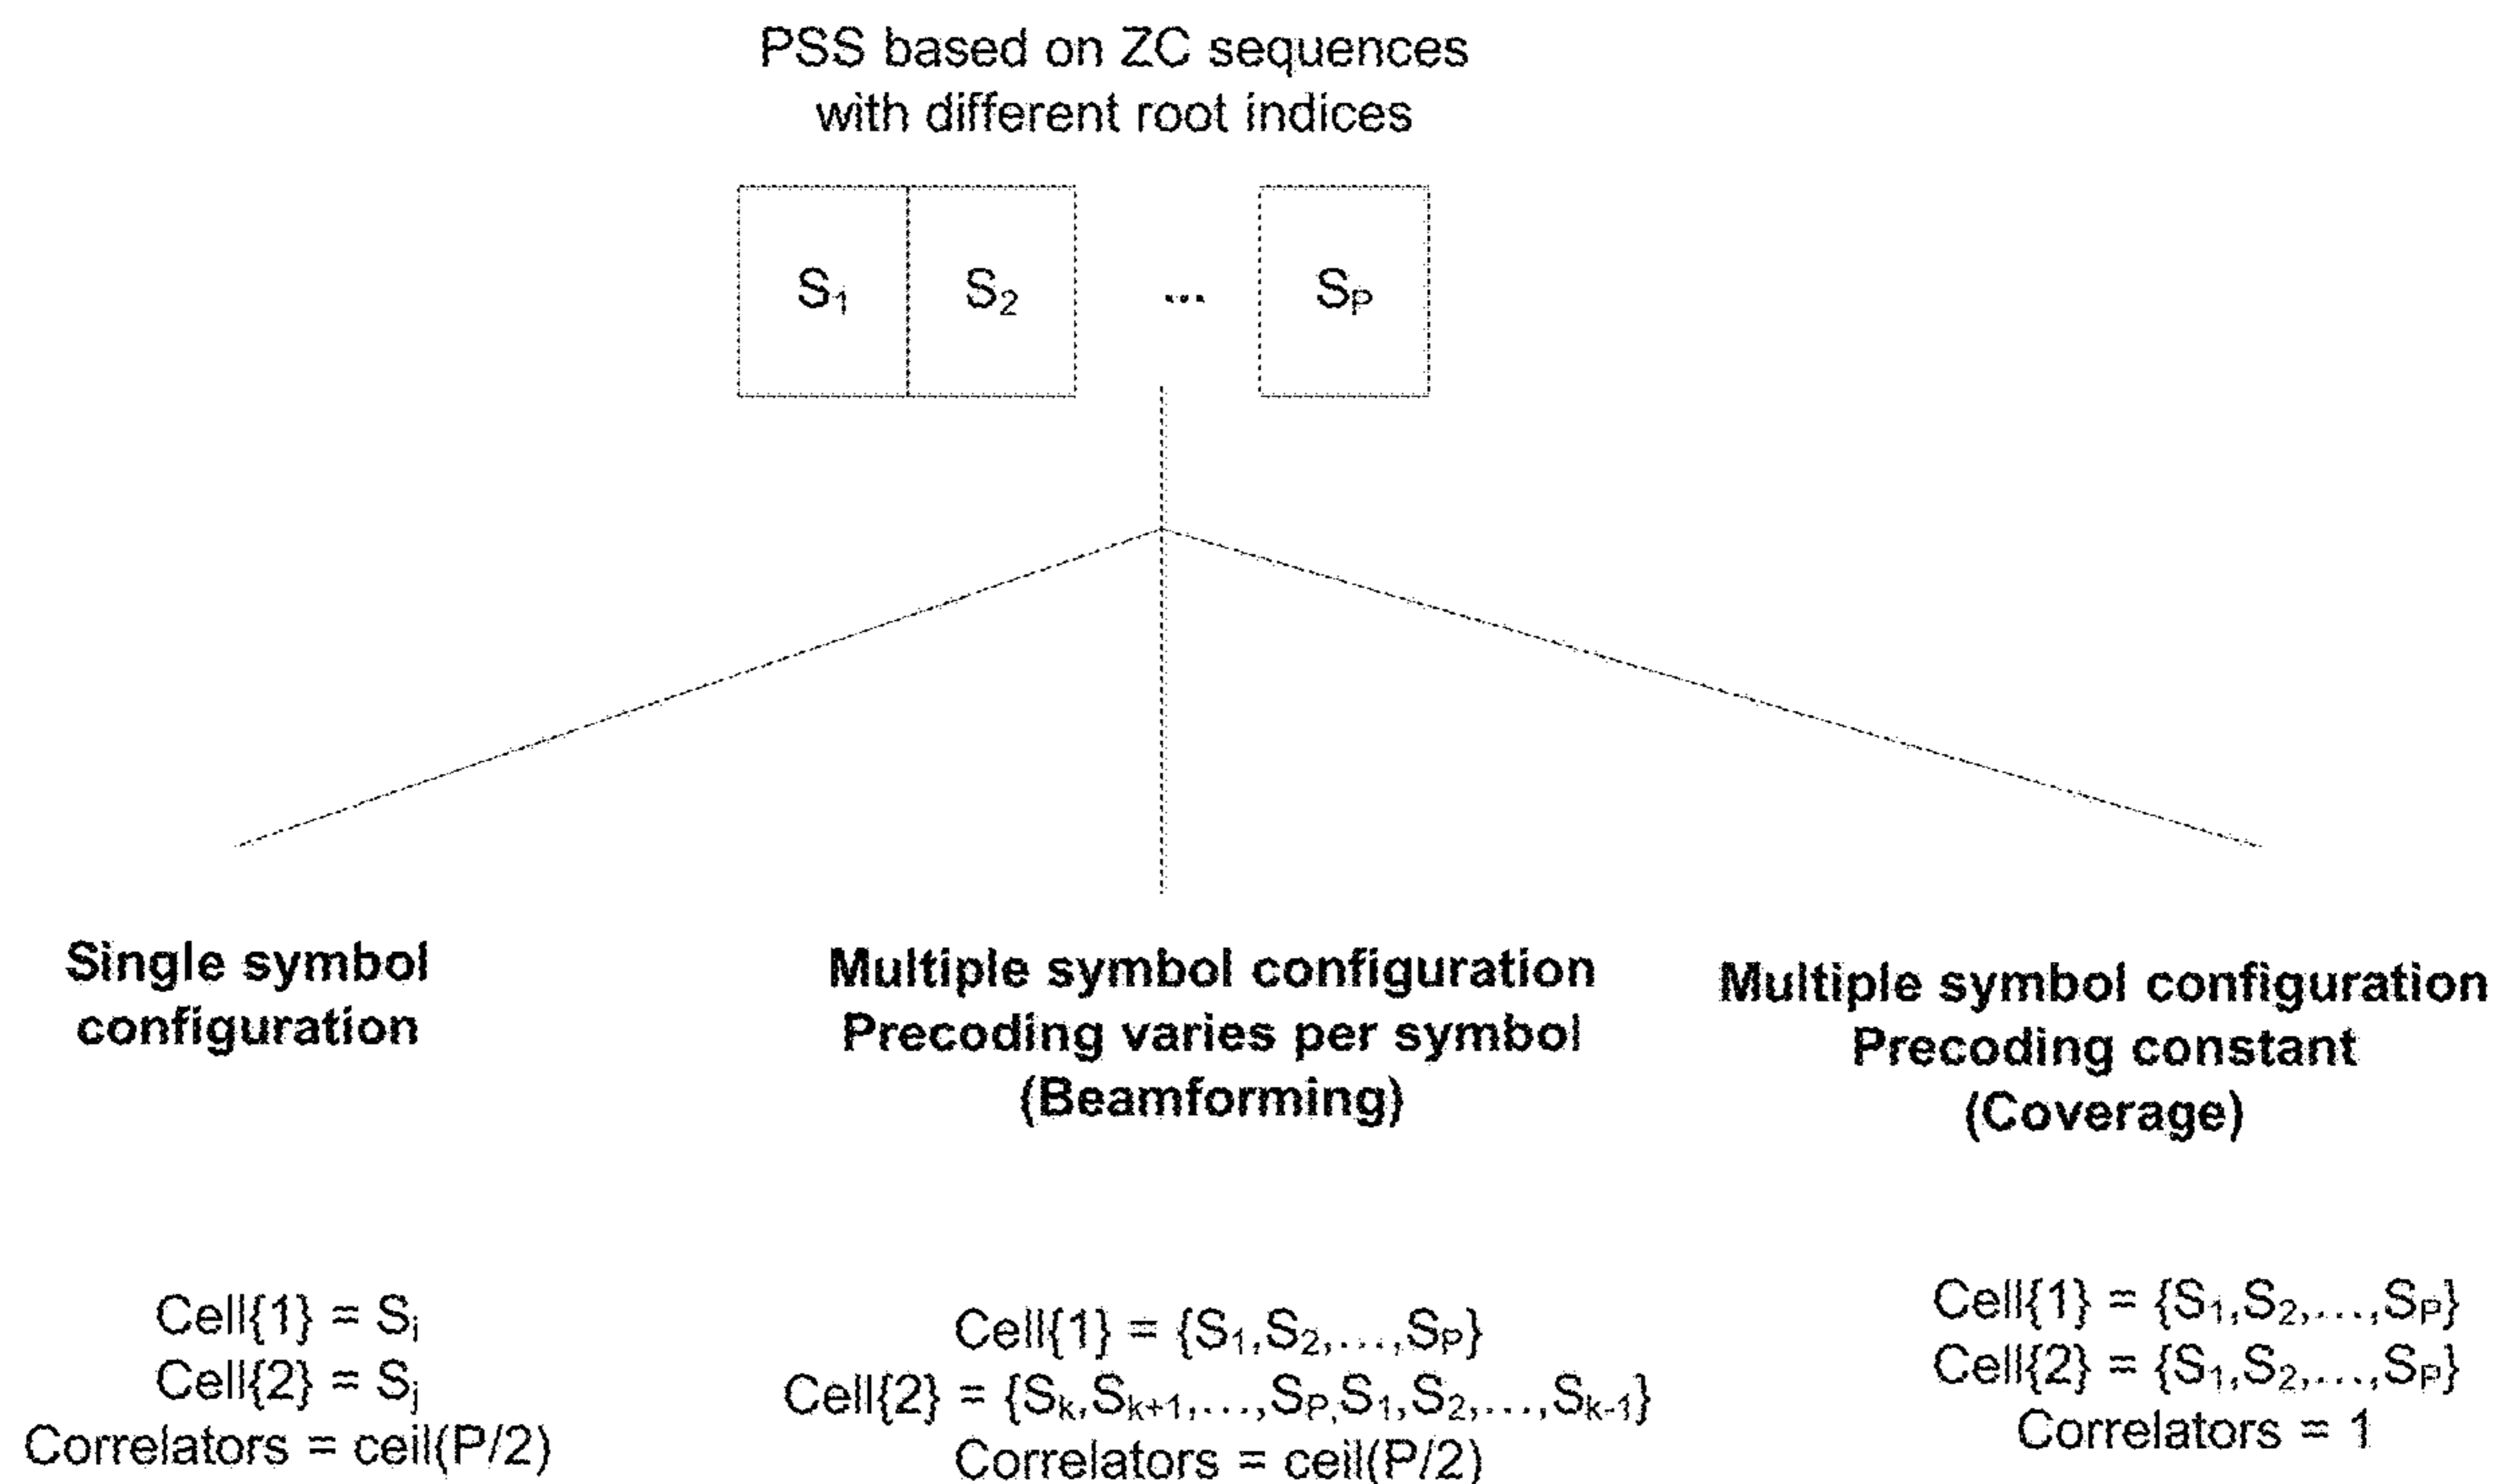 PSS based on ZC sequences
with different root indices
S₁ S₂ ... Sₚ
Single symbol
configuration
Multiple symbol configuration
Precoding varies per symbol
(Beamforming)
Multiple symbol configuration
Precoding constant
(Coverage)
Cell{1} = Sᵢ
Cell{2} = Sⱼ
Correlators = ceil(P/2)
Cell{1} = {S₁,S₂,...,Sₚ}
Cell{2} = {Sₖ,Sₖ₊₁,...,Sₚ,S₁,S₂,...,Sₖ₋₁}
Correlators = ceil(P/2)
Cell{1} = {S₁,S₂,...,Sₚ}
Cell{2} = {S₁,S₂,...,Sₚ}
Correlators = 1